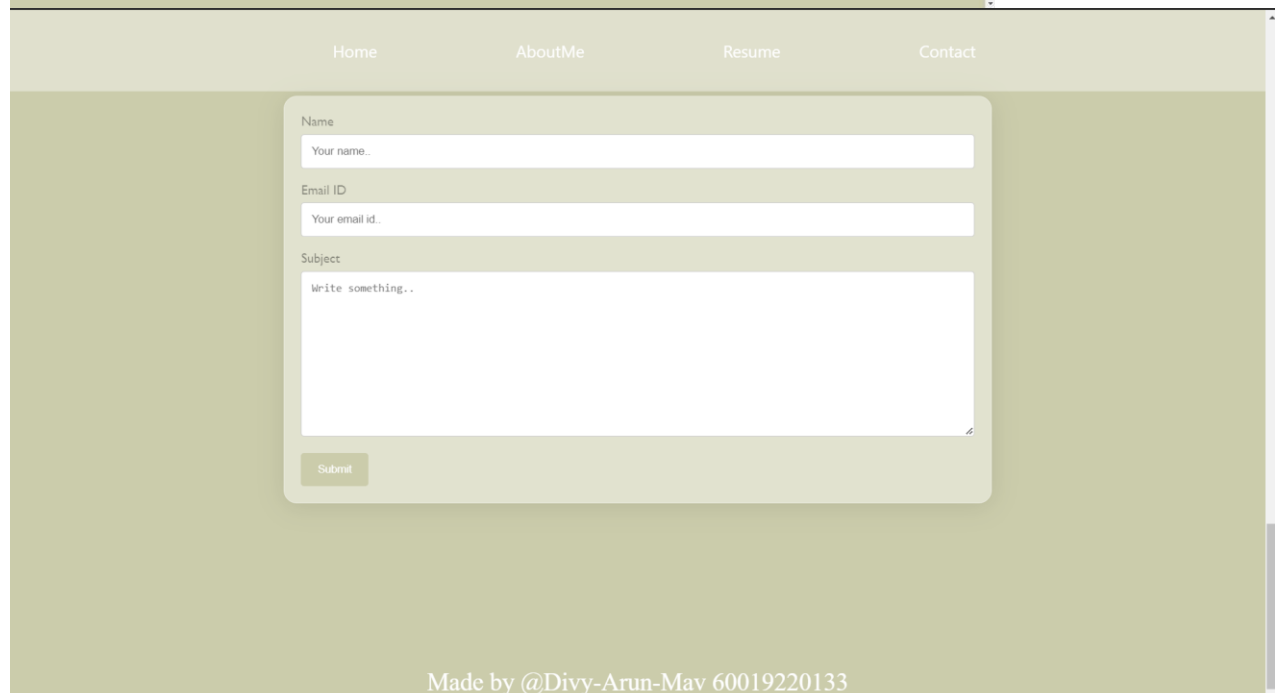 Home AboutMe Resume Contact
Name
Your name..
Email ID
Your email id..
Subject
Write something..
Submit
Made by @Divy-Arun-Mav 60019220133